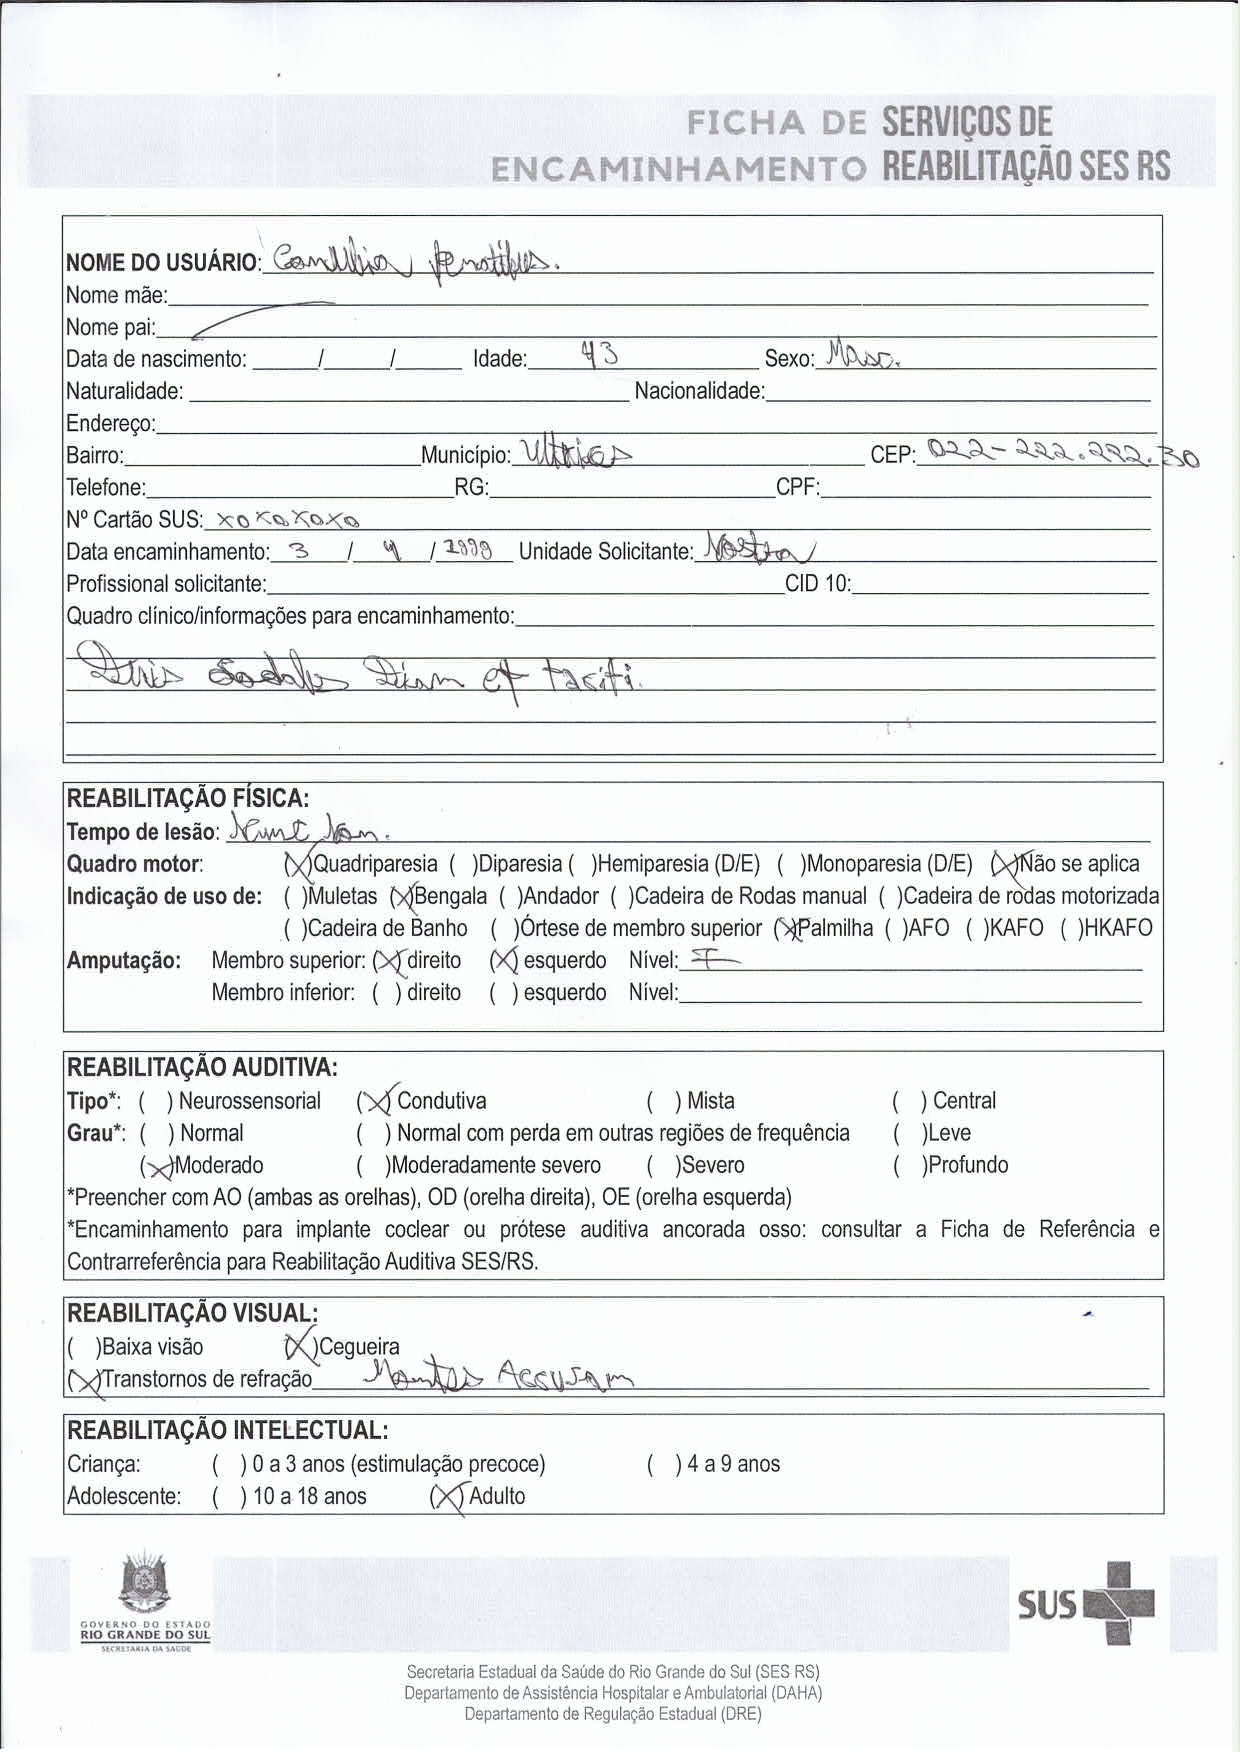 FICHA DE SERVIÇOS DE
ENCAMINHAMENTO REABILITAÇÃO SES RS
NOME DO USUÁRIO:
Nome mãe:
Nome pai:
Data de nascimento: / / Idade: 43 Sexo: Masc.
Naturalidade: Nacionalidade:
Endereço:
Bairro: Município: Ultrices CEP: 022-222.222.30
Telefone: RG: CPF:
Nº Cartão SUS: XOXOXOXO
Data encaminhamento: 3 / 4 / 1999 Unidade Solicitante: Nostra
Profissional solicitante: CID 10:
Quadro clínico/informações para encaminhamento:
Duis Sodales Diam et taciti.
REABILITAÇÃO FÍSICA:
Tempo de lesão: Nunc Non.
Quadro motor: (X)Quadriparesia ( )Diparesia ( )Hemiparesia (D/E) ( )Monoparesia (D/E) (X)Não se aplica
Indicação de uso de: ( )Muletas (X)Bengala ( )Andador ( )Cadeira de Rodas manual ( )Cadeira de rodas motorizada
( )Cadeira de Banho ( )Órtese de membro superior (X)Palmilha ( )AFO ( )KAFO ( )HKAFO
Amputação: Membro superior: (X) direito (X) esquerdo Nível: I
Membro inferior: ( ) direito ( ) esquerdo Nível:
REABILITAÇÃO AUDITIVA:
Tipo*: ( ) Neurossensorial (X) Condutiva ( ) Mista ( ) Central
Grau*: ( ) Normal ( ) Normal com perda em outras regiões de frequência ( )Leve
(X)Moderado ( )Moderadamente severo ( )Severo ( )Profundo
*Preencher com AO (ambas as orelhas), OD (orelha direita), OE (orelha esquerda)
*Encaminhamento para implante coclear ou prótese auditiva ancorada osso: consultar a Ficha de Referência e
Contrarreferência para Reabilitação Auditiva SES/RS.
REABILITAÇÃO VISUAL:
( )Baixa visão (X)Cegueira
(X)Transtornos de refração Montes Accusam
REABILITAÇÃO INTELECTUAL:
Criança: ( ) 0 a 3 anos (estimulação precoce) ( ) 4 a 9 anos
Adolescente: ( ) 10 a 18 anos (X) Adulto
GOVERNO DO ESTADO
RIO GRANDE DO SUL
SECRETARIA DA SAÚDE
SUS
Secretaria Estadual da Saúde do Rio Grande do Sul (SES RS)
Departamento de Assistência Hospitalar e Ambulatorial (DAHA)
Departamento de Regulação Estadual (DRE)